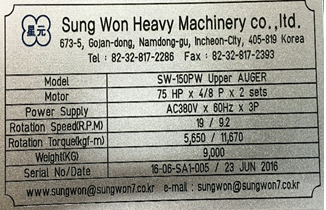 星元
Sung Won Heavy Machinery co.,ltd.
673-5, Gojan-dong, Namdong-gu, Incheon-City, 405-819 Korea
Tel : 82-32-817-2286 Fax : 82-32-817-2393
Model SW-150PW Upper AUGER
Motor 75 HP x 4/8 P x 2 sets
Power Supply AC380V x 60Hz x 3P
Rotation Speed(R.P.M) 19 / 9.2
Rotation Torque(kgf-m) 5,650 / 11,670
Weight(KG) 9,000
Serial No/Date 16-06-SA1-005 / 23 JUN 2016
www.sungwon@sungwon7.co.kr e-mail : sungwon@sungwon7.co.kr